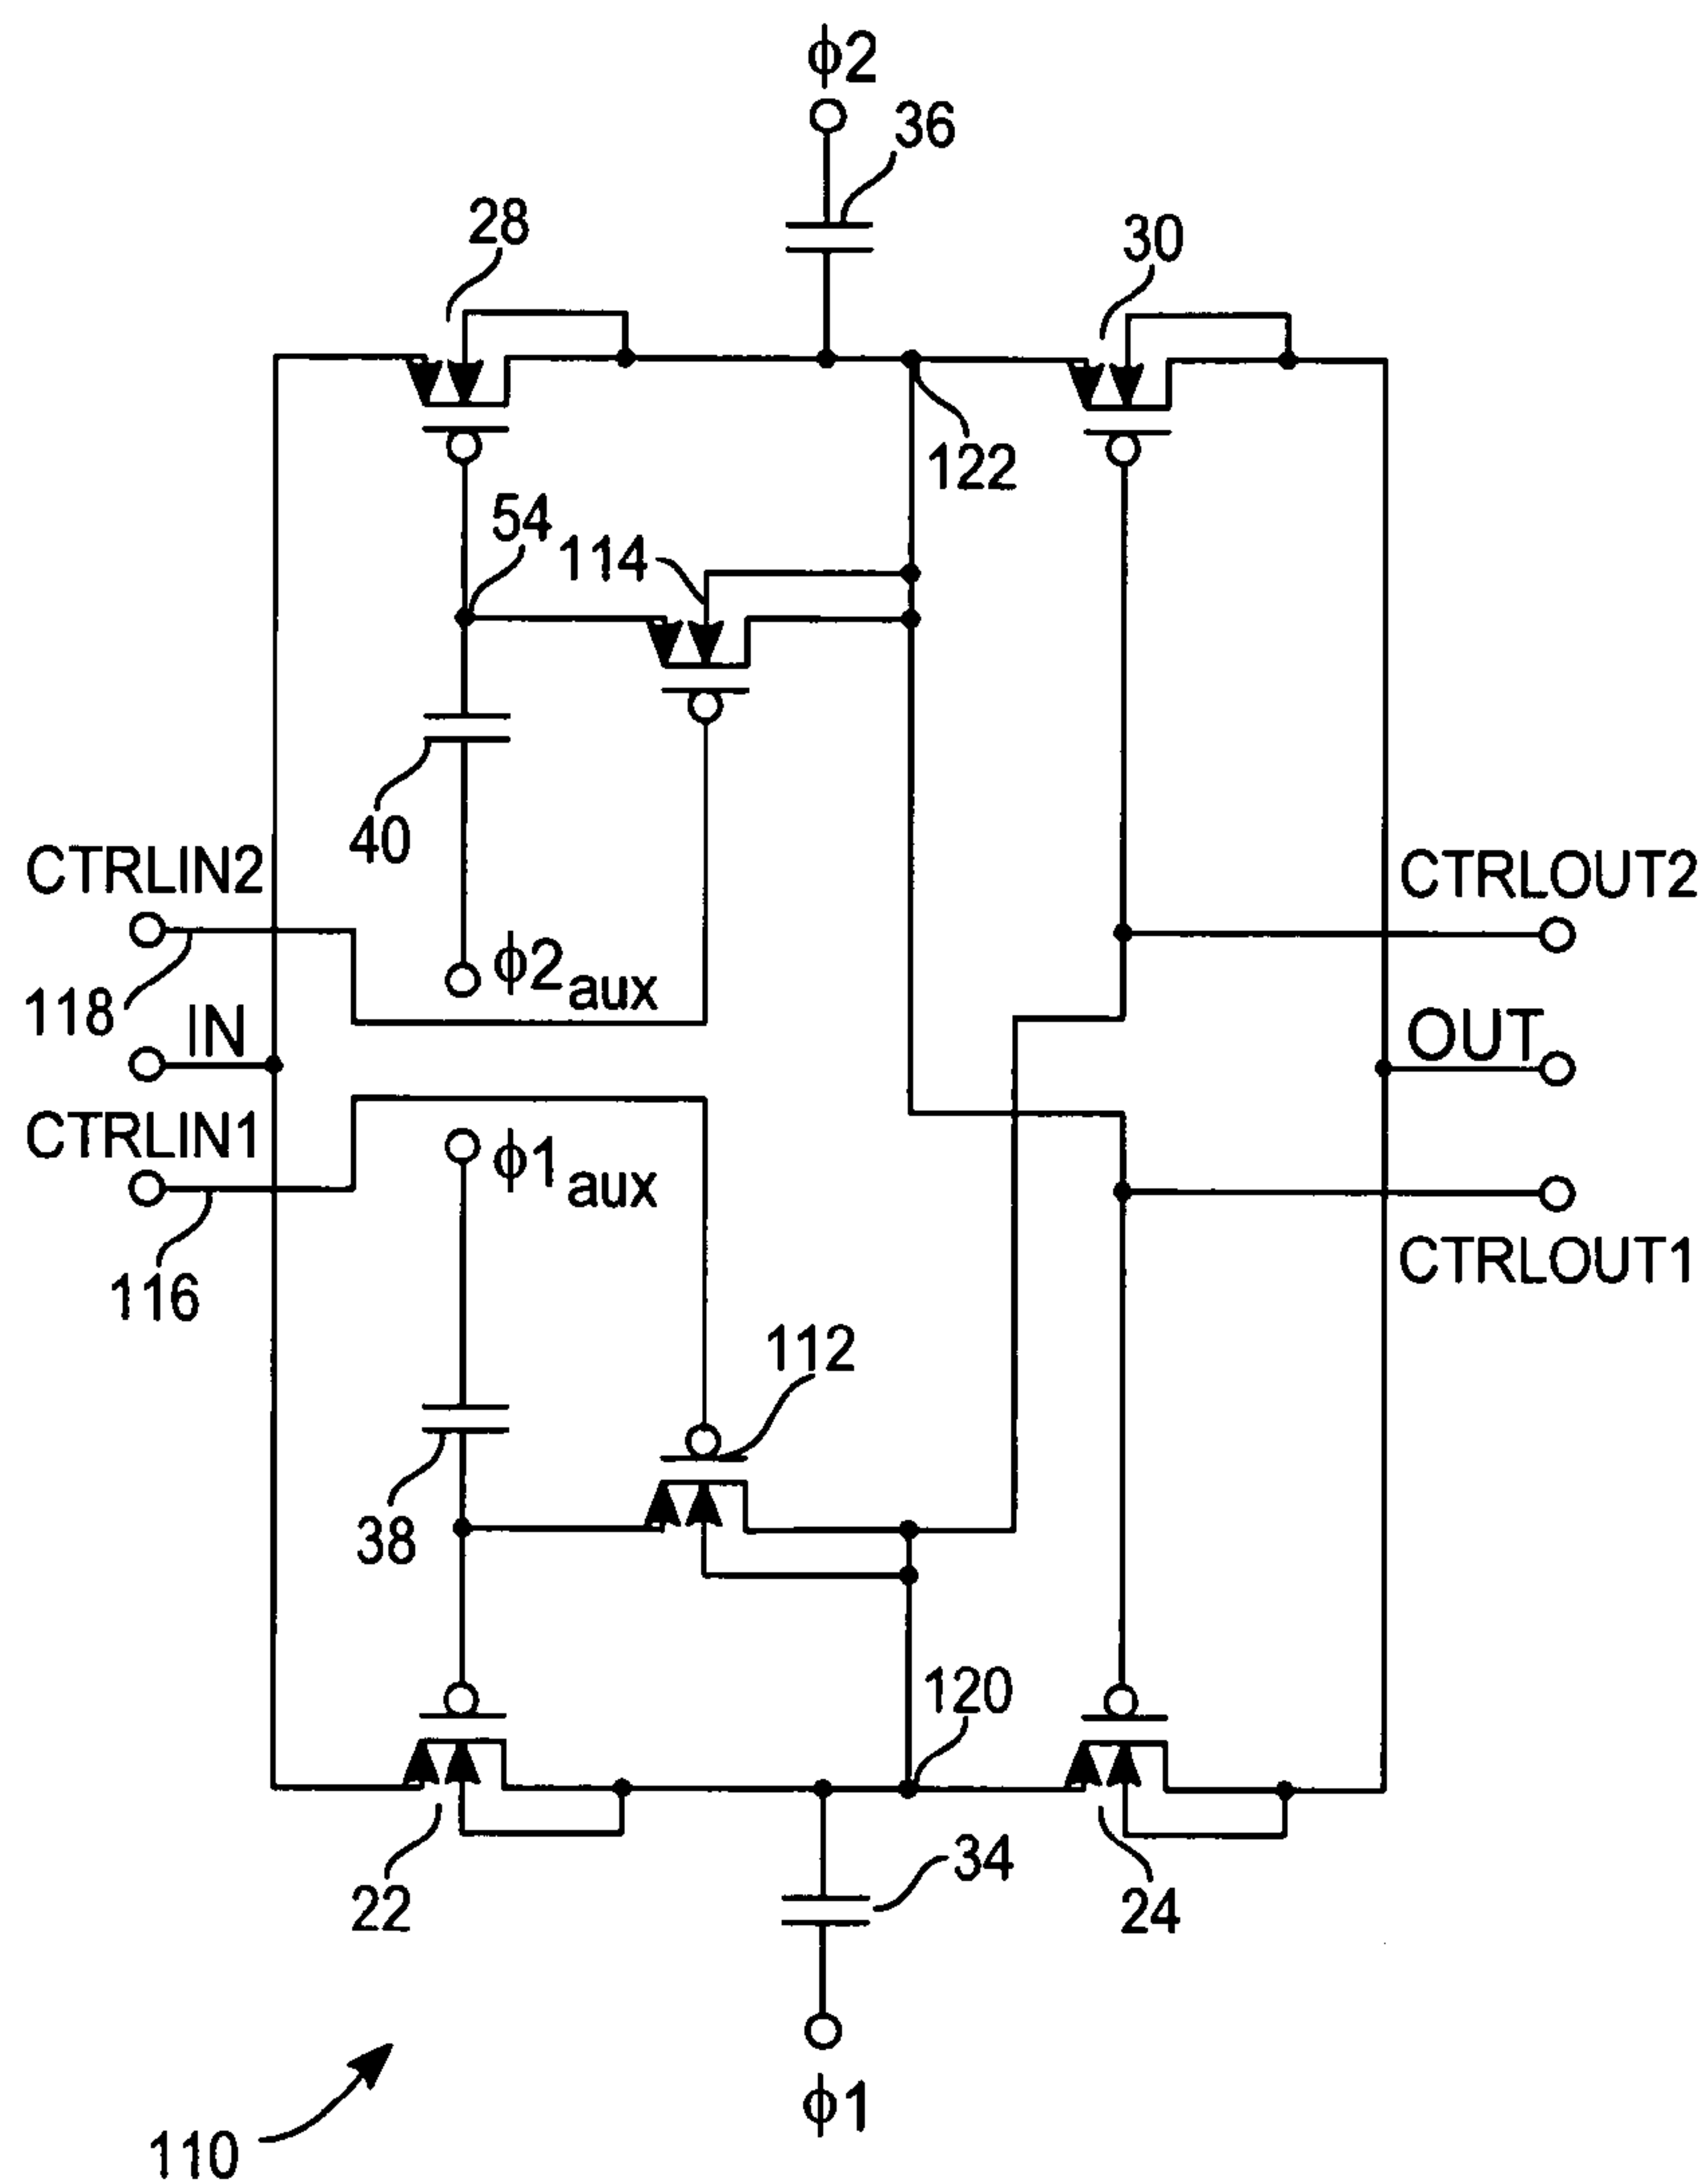 ϕ2
36
28
30
122
54
114
40
CTRLIN2
CTRLOUT2
ϕ2aux
118
IN
OUT
CTRLIN1
ϕ1aux
116
CTRLOUT1
112
38
120
34
22
24
ϕ1
110